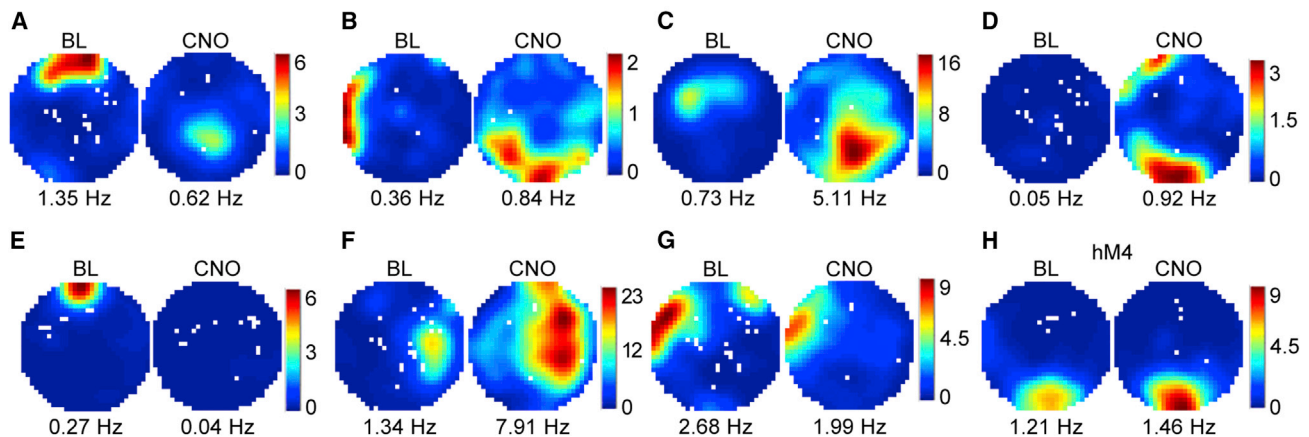 A
BL CNO
6
3
0
1.35 Hz 0.62 Hz
B
BL CNO
2
1
0
0.36 Hz 0.84 Hz
C
BL CNO
16
8
0
0.73 Hz 5.11 Hz
D
BL CNO
3
1.5
0
0.05 Hz 0.92 Hz
E
BL CNO
6
3
0
0.27 Hz 0.04 Hz
F
BL CNO
23
12
0
1.34 Hz 7.91 Hz
G
BL CNO
9
4.5
0
2.68 Hz 1.99 Hz
H
hM4
BL CNO
9
4.5
0
1.21 Hz 1.46 Hz